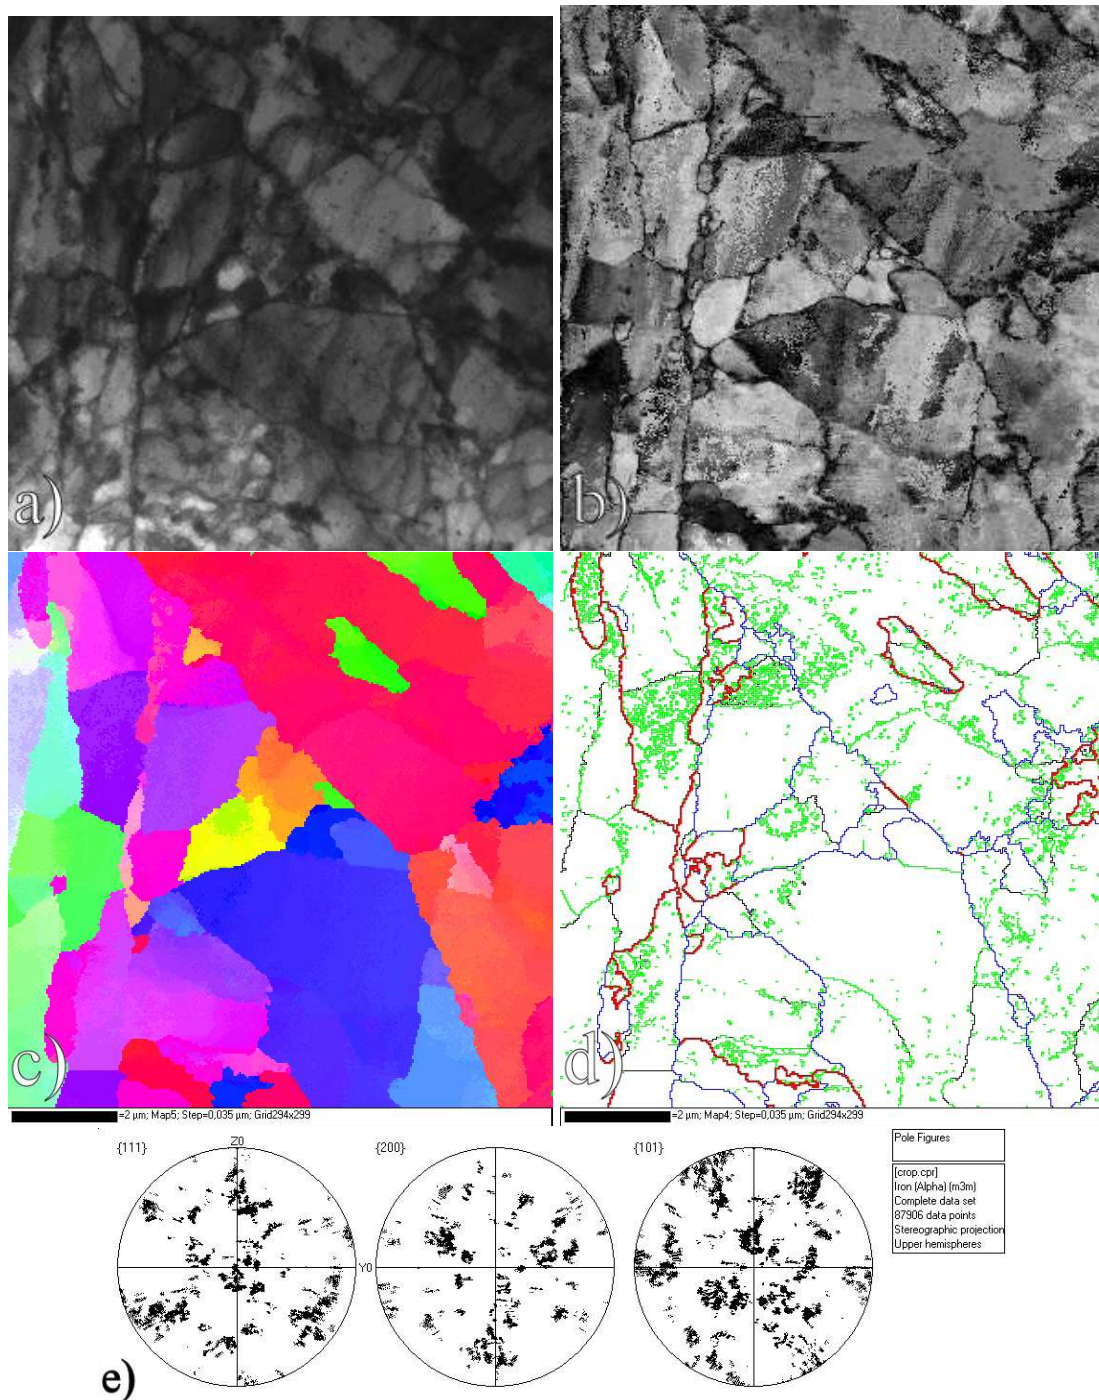 a)
b)
c)
d)
=2 µm; Map5; Step=0,035 µm; Grid294x299
=2 µm; Map4; Step=0,035 µm; Grid294x299
{111}
Z0
Y0
{200}
{101}
Pole Figures
[crop.cpr]
Iron (Alpha) (m3m)
Complete data set
87906 data points
Stereographic projection
Upper hemispheres
e)